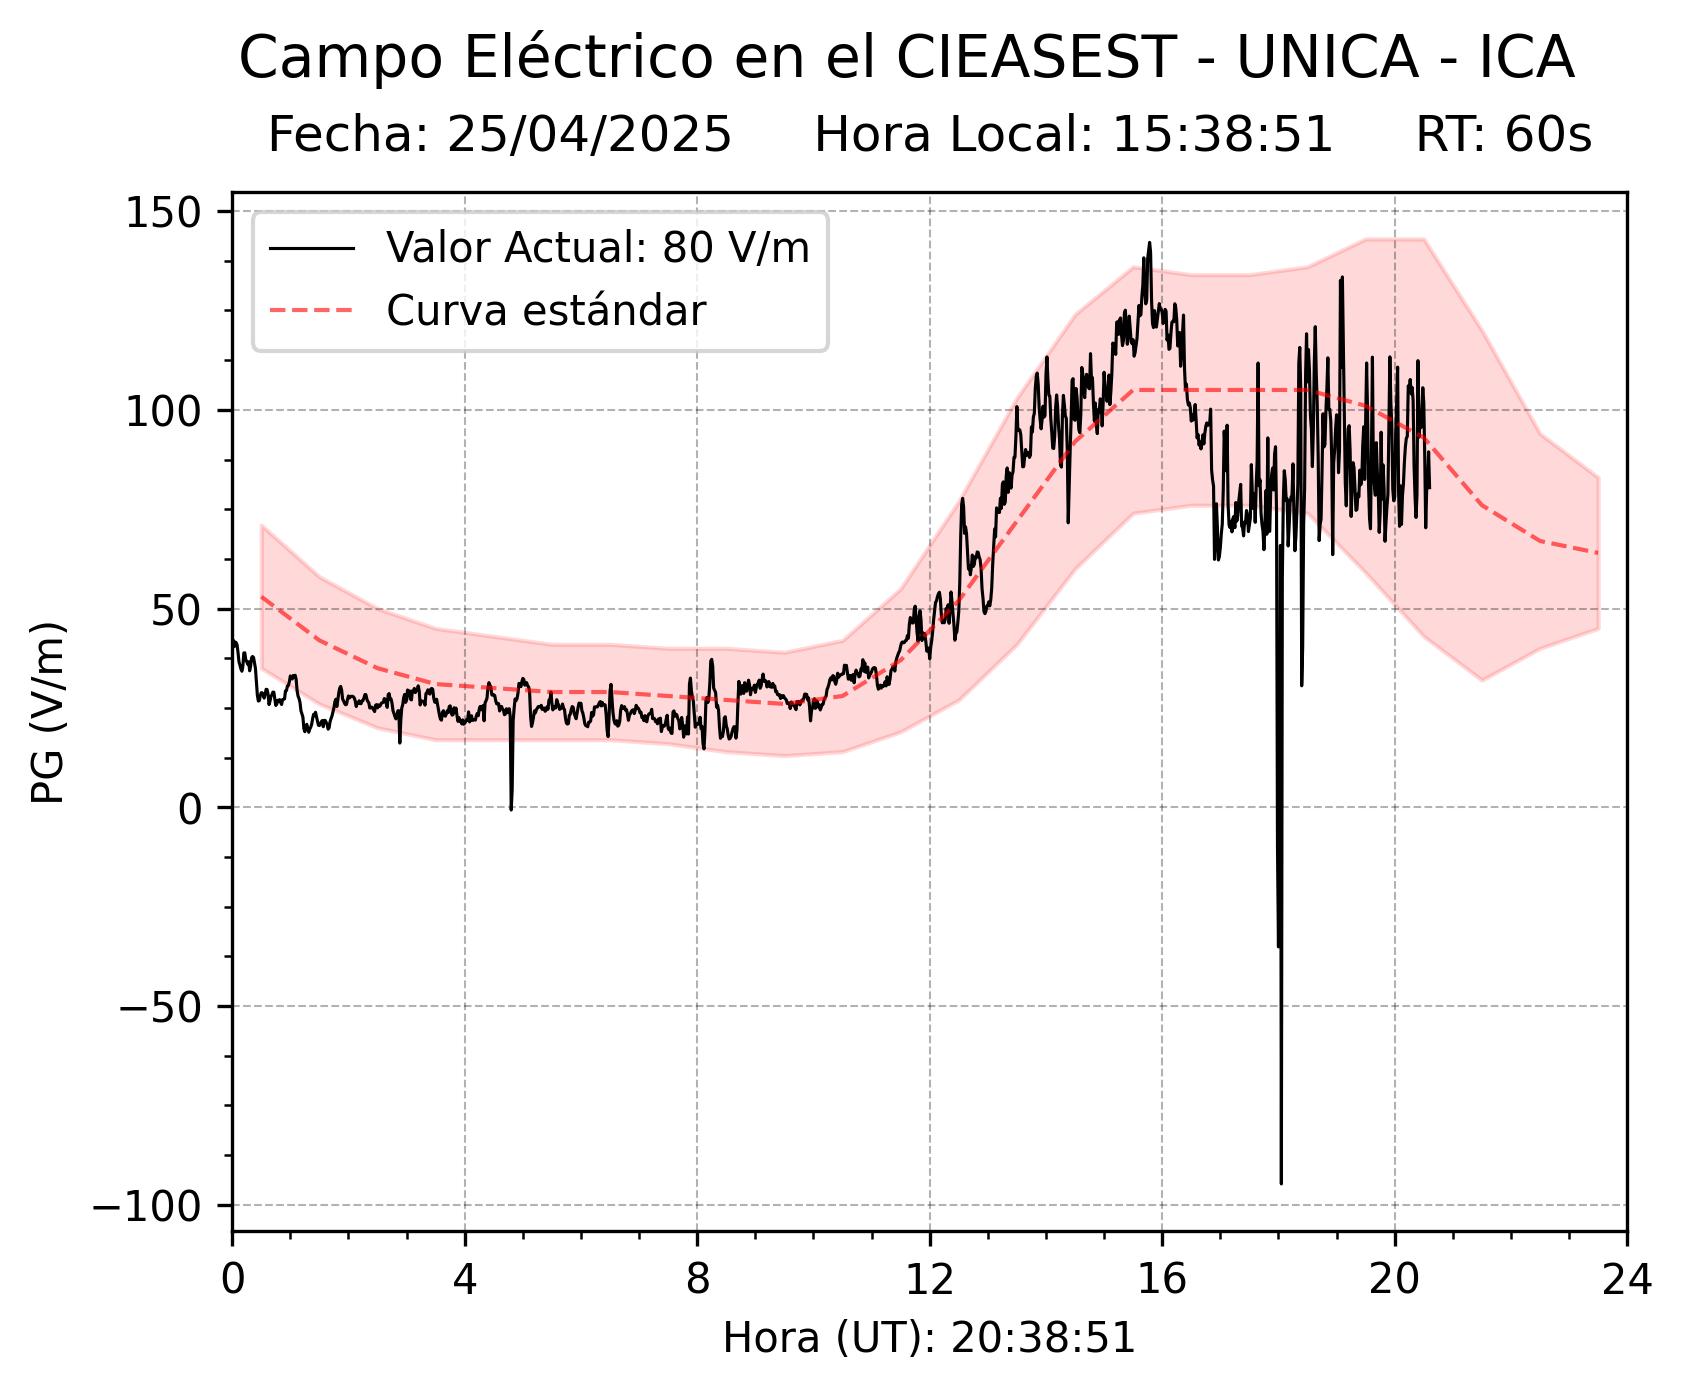 Campo Eléctrico en el CIEASEST - UNICA - ICA
Fecha: 25/04/2025 Hora Local: 15:38:51 RT: 60s
Valor Actual: 80 V/m
Curva estándar
PG (V/m)
150
100
50
0
−50
−100
0 4 8 12 16 20 24
Hora (UT): 20:38:51